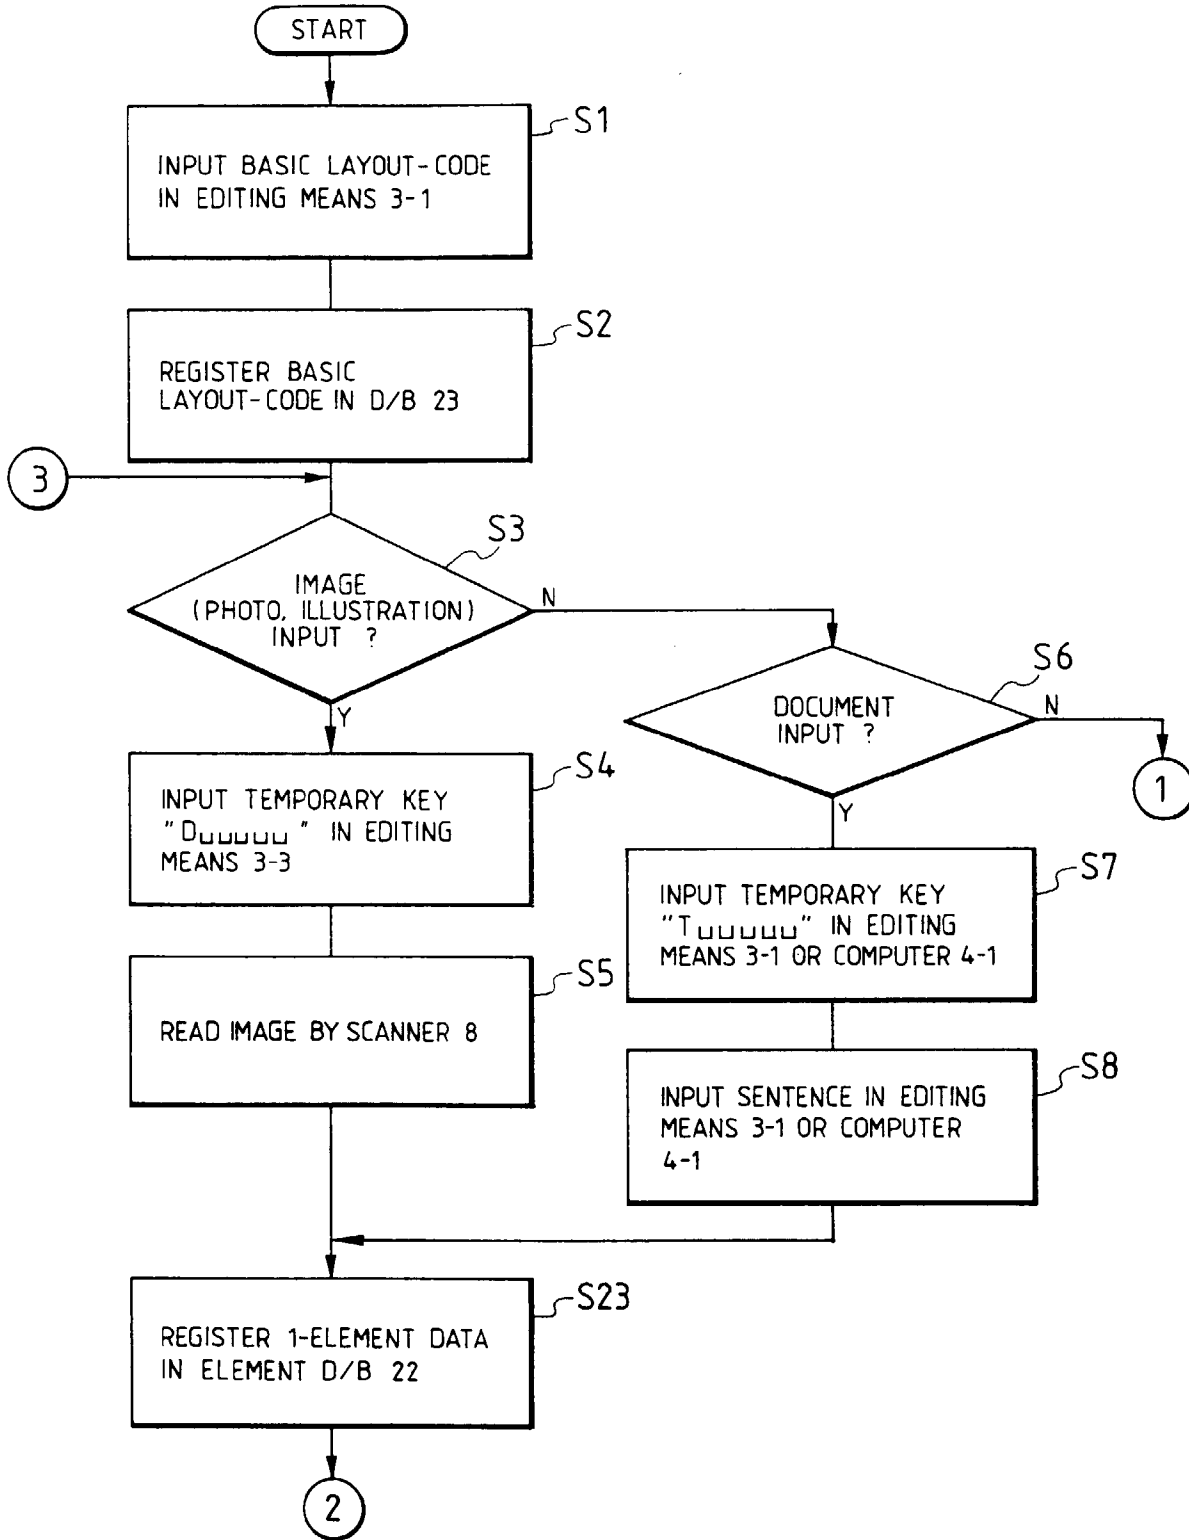 START
S1
INPUT BASIC LAYOUT-CODE
IN EDITING MEANS 3-1
S2
REGISTER BASIC
LAYOUT-CODE IN D/B 23
3
S3
IMAGE
(PHOTO, ILLUSTRATION)
INPUT ?
N
Y
S6
DOCUMENT
INPUT ?
N
1
Y
S4
INPUT TEMPORARY KEY
"D␣␣␣␣␣" IN EDITING
MEANS 3-3
S7
INPUT TEMPORARY KEY
"T␣␣␣␣␣" IN EDITING
MEANS 3-1 OR COMPUTER 4-1
S5
READ IMAGE BY SCANNER 8
S8
INPUT SENTENCE IN EDITING
MEANS 3-1 OR COMPUTER
4-1
S23
REGISTER 1-ELEMENT DATA
IN ELEMENT D/B 22
2